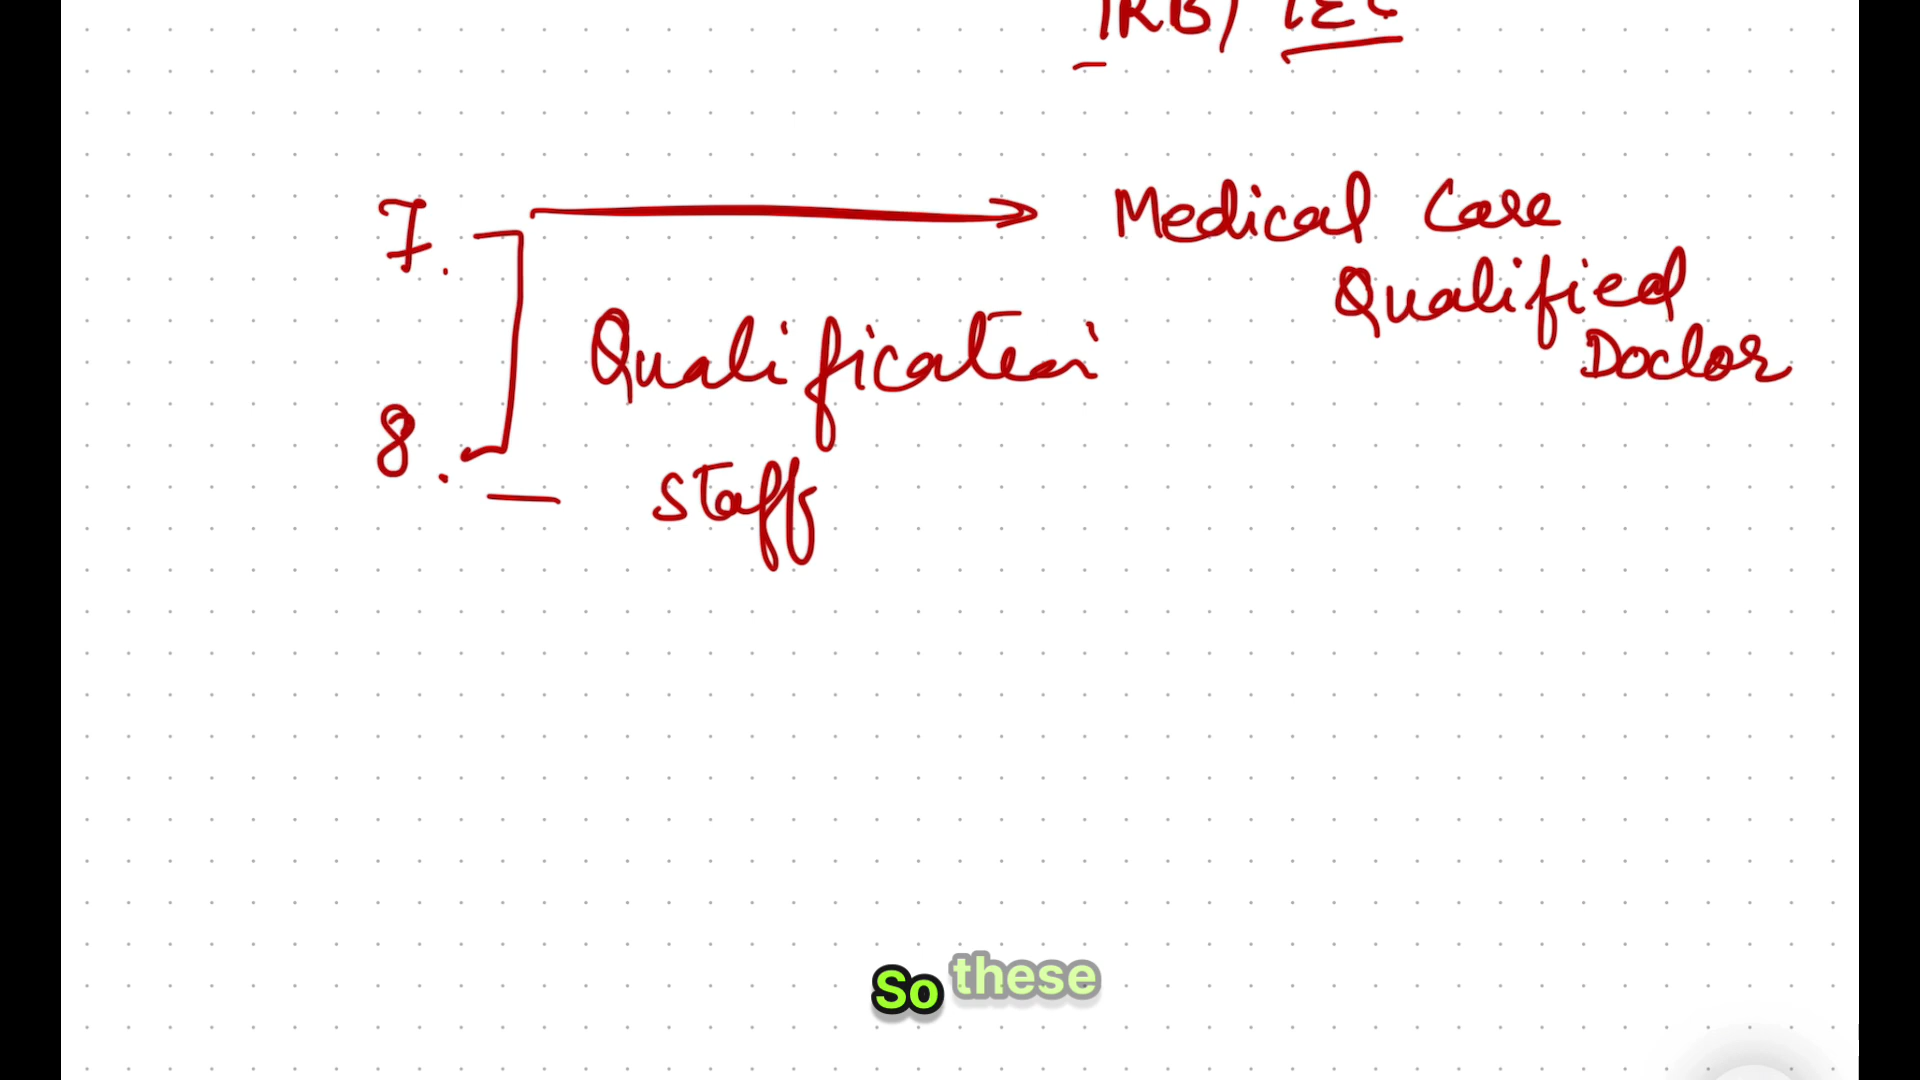 IRB/ IEC
7. Medical Care
Qualified
Doctor
Qualification
8. Staff
So these